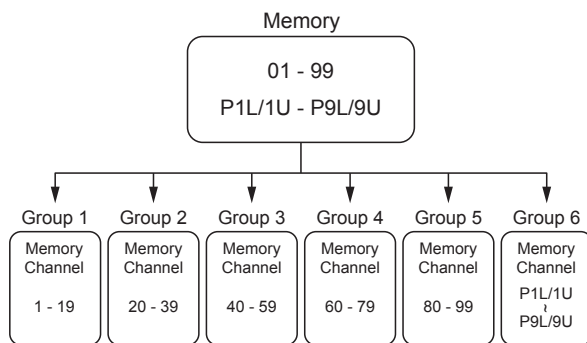 Memory
01 - 99
P1L/1U - P9L/9U
Group 1
Memory
Channel
1 - 19
Group 2
Memory
Channel
20 - 39
Group 3
Memory
Channel
40 - 59
Group 4
Memory
Channel
60 - 79
Group 5
Memory
Channel
80 - 99
Group 6
Memory
Channel
P1L/1U
~
P9L/9U